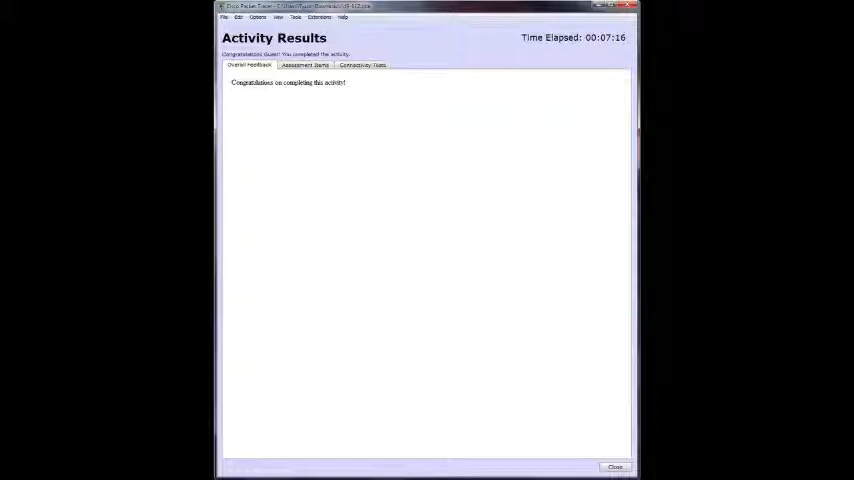 Cisco Packet Tracer - C:\Users\
File Edit Options View Tools Extensions Help
Activity Results
Time Elapsed: 00:07:16
Congratulations Guest! You completed the activity.
Overall Feedback Assessment Items Connectivity Tests
Congratulations on completing this activity!
Close